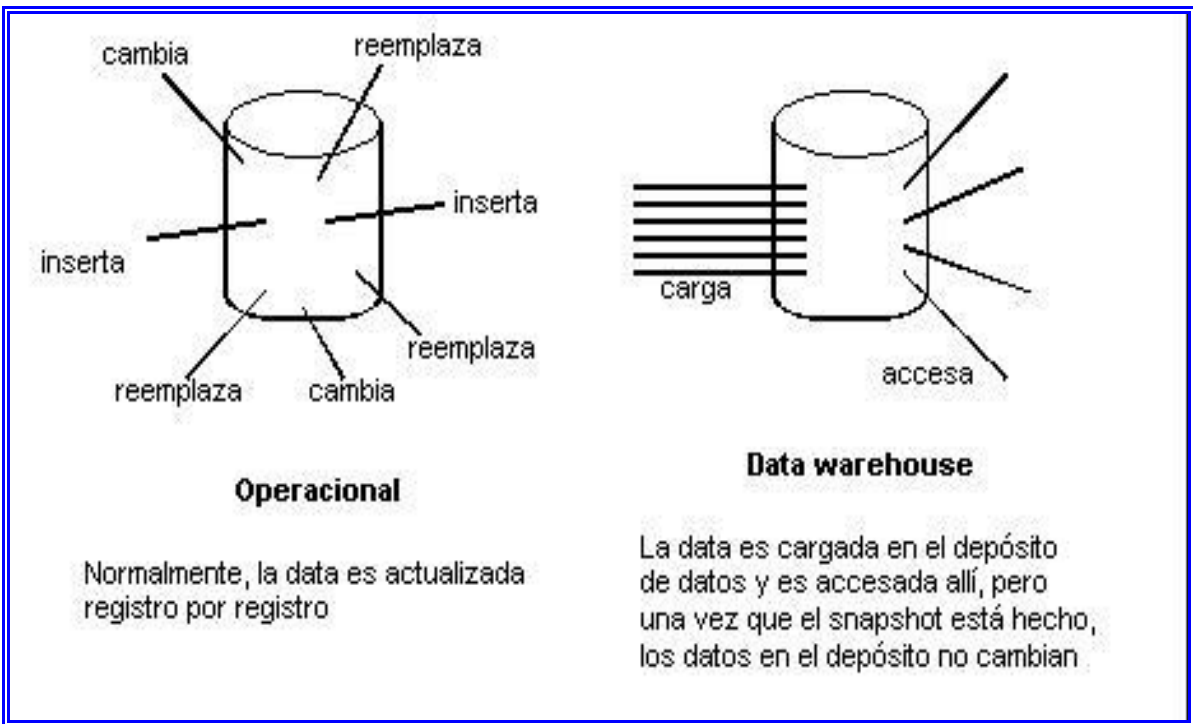 cambia
reemplaza
inserta
inserta
reemplaza
reemplaza
cambia
Operacional
Normalmente, la data es actualizada
registro por registro
carga
accesa
Data warehouse
La data es cargada en el depósito
de datos y es accesada allí, pero
una vez que el snapshot está hecho,
los datos en el depósito no cambian